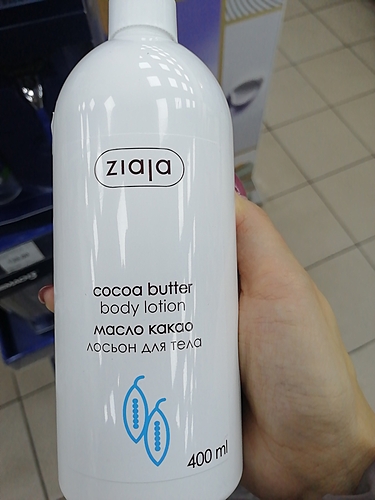 ziaja
cocoa butter
body lotion
масло какао
лосьон для тела
400 ml